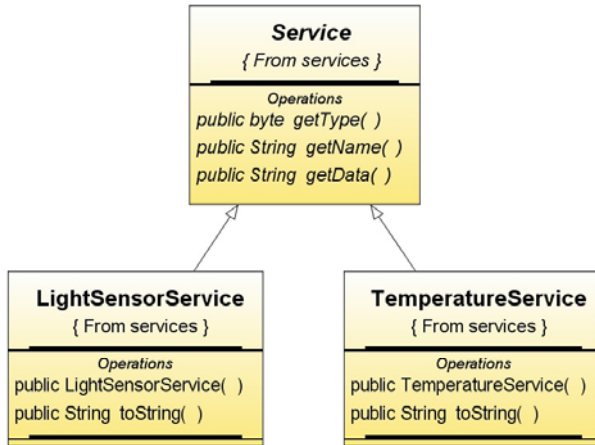 Service
{ From services }
Operations
public byte getType( )
public String getName( )
public String getData( )
LightSensorService
{ From services }
Operations
public LightSensorService( )
public String toString( )
TemperatureService
{ From services }
Operations
public TemperatureService( )
public String toString( )